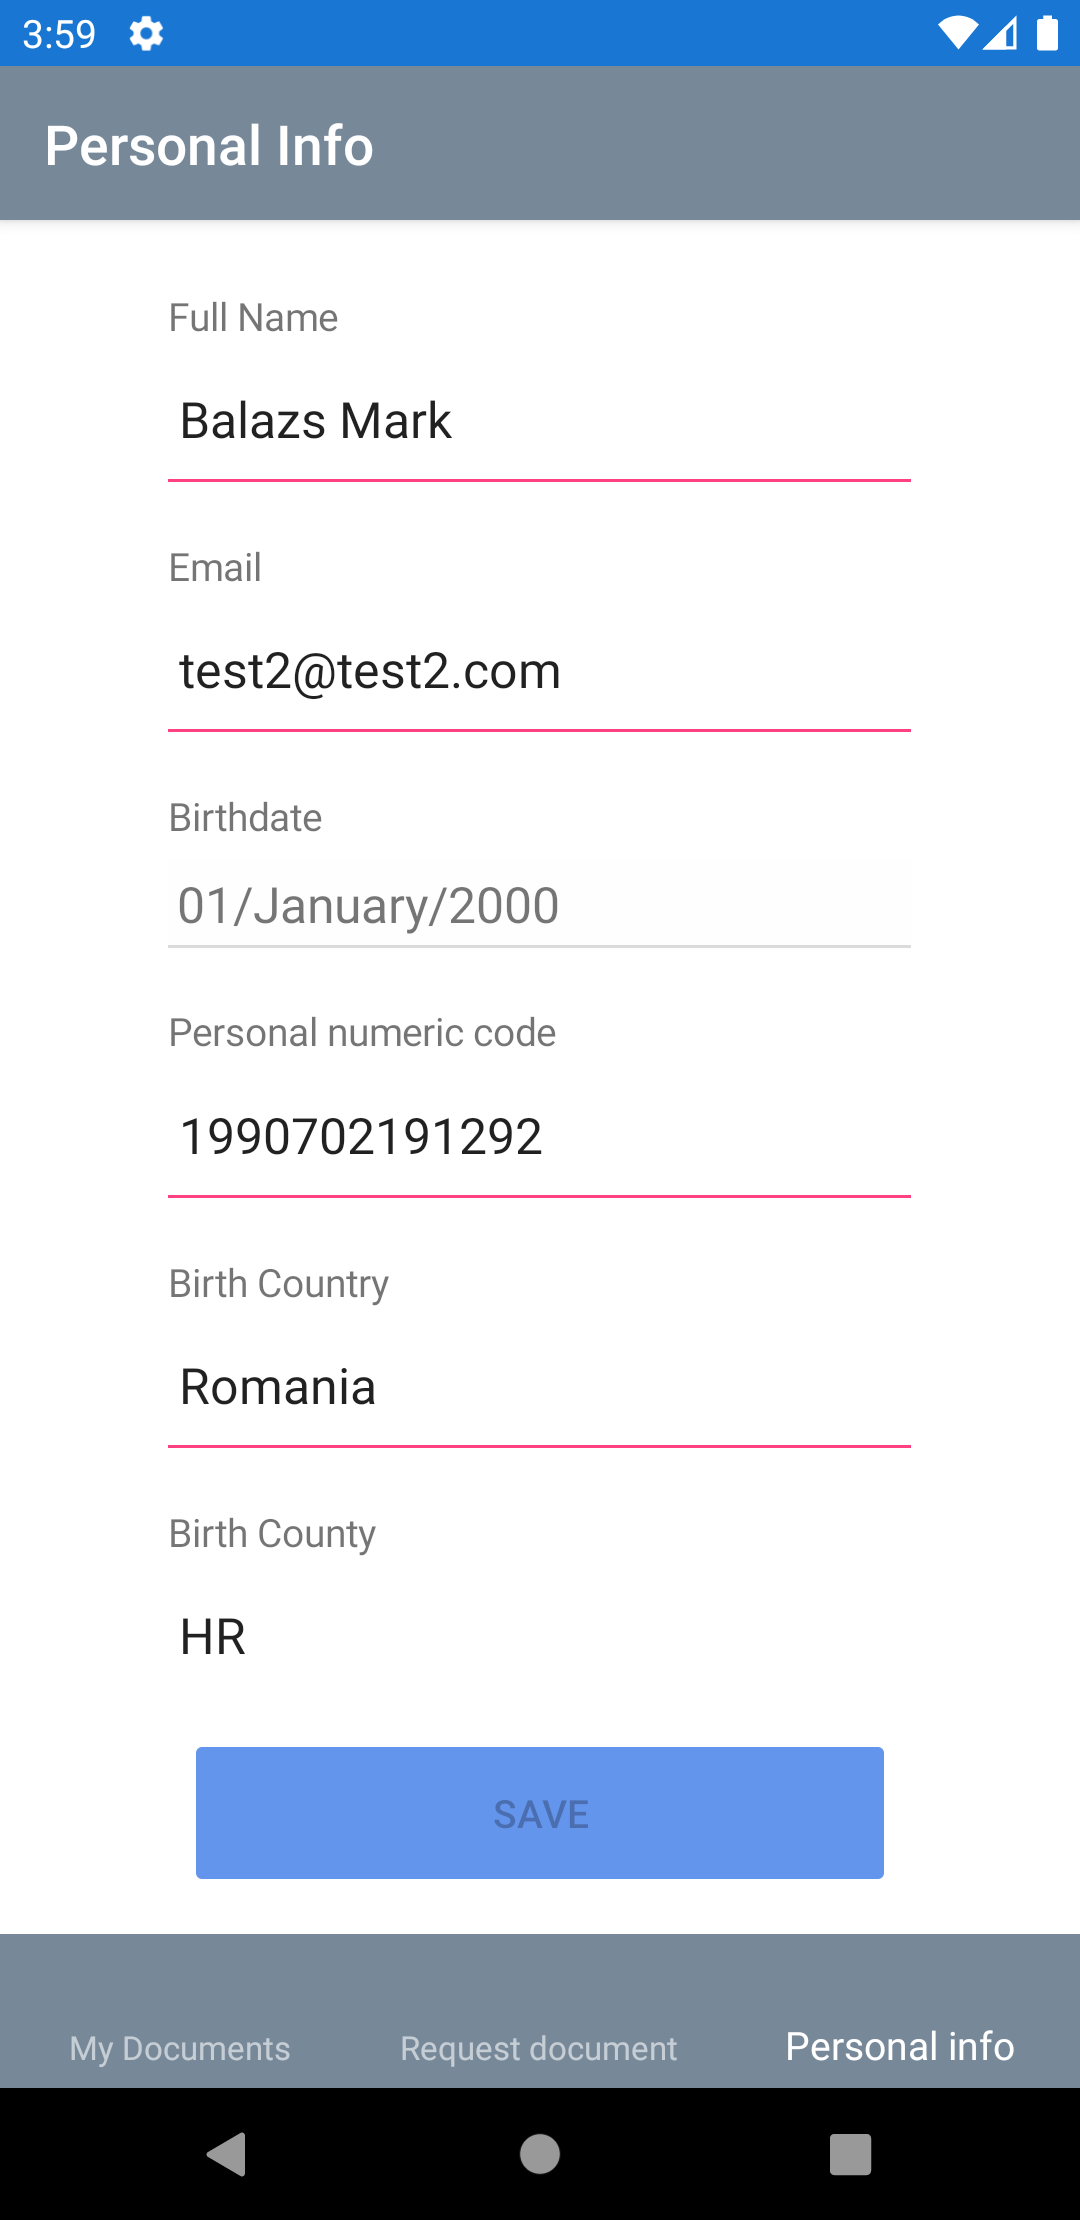 3:59
Personal Info
Full Name
Balazs Mark
Email
test2@test2.com
Birthdate
01/January/2000
Personal numeric code
1990702191292
Birth Country
Romania
Birth County
HR
SAVE
My Documents
Request document
Personal info